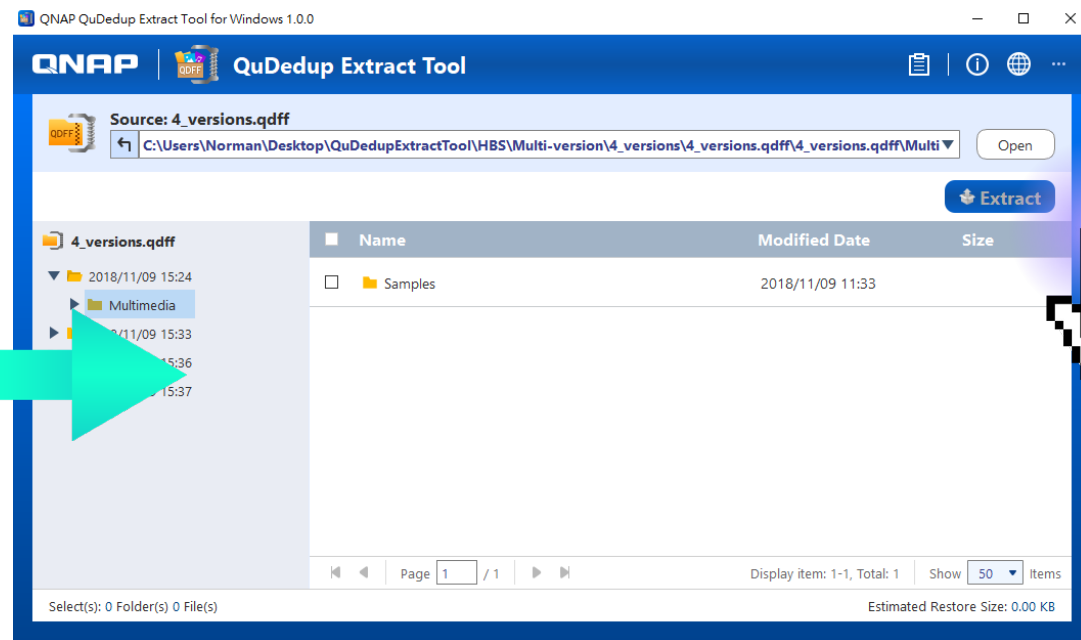 QNAP QuDedup Extract Tool for Windows 1.0.0
QNAP QDFF QuDedup Extract Tool
QDFF
Source: 4_versions.qdff
C:\Users\Norman\Desktop\QuDedupExtractTool\HBS\Multi-version\4_versions\4_versions.qdff\4_versions.qdff\Multi
Open
Extract
4_versions.qdff
Name Modified Date Size
2018/11/09 15:24
Samples 2018/11/09 11:33
Multimedia
/11/09 15:33
15:36
15:37
Page 1 / 1 Display item: 1-1, Total: 1 Show 50 Items
Select(s): 0 Folder(s) 0 File(s) Estimated Restore Size: 0.00 KB